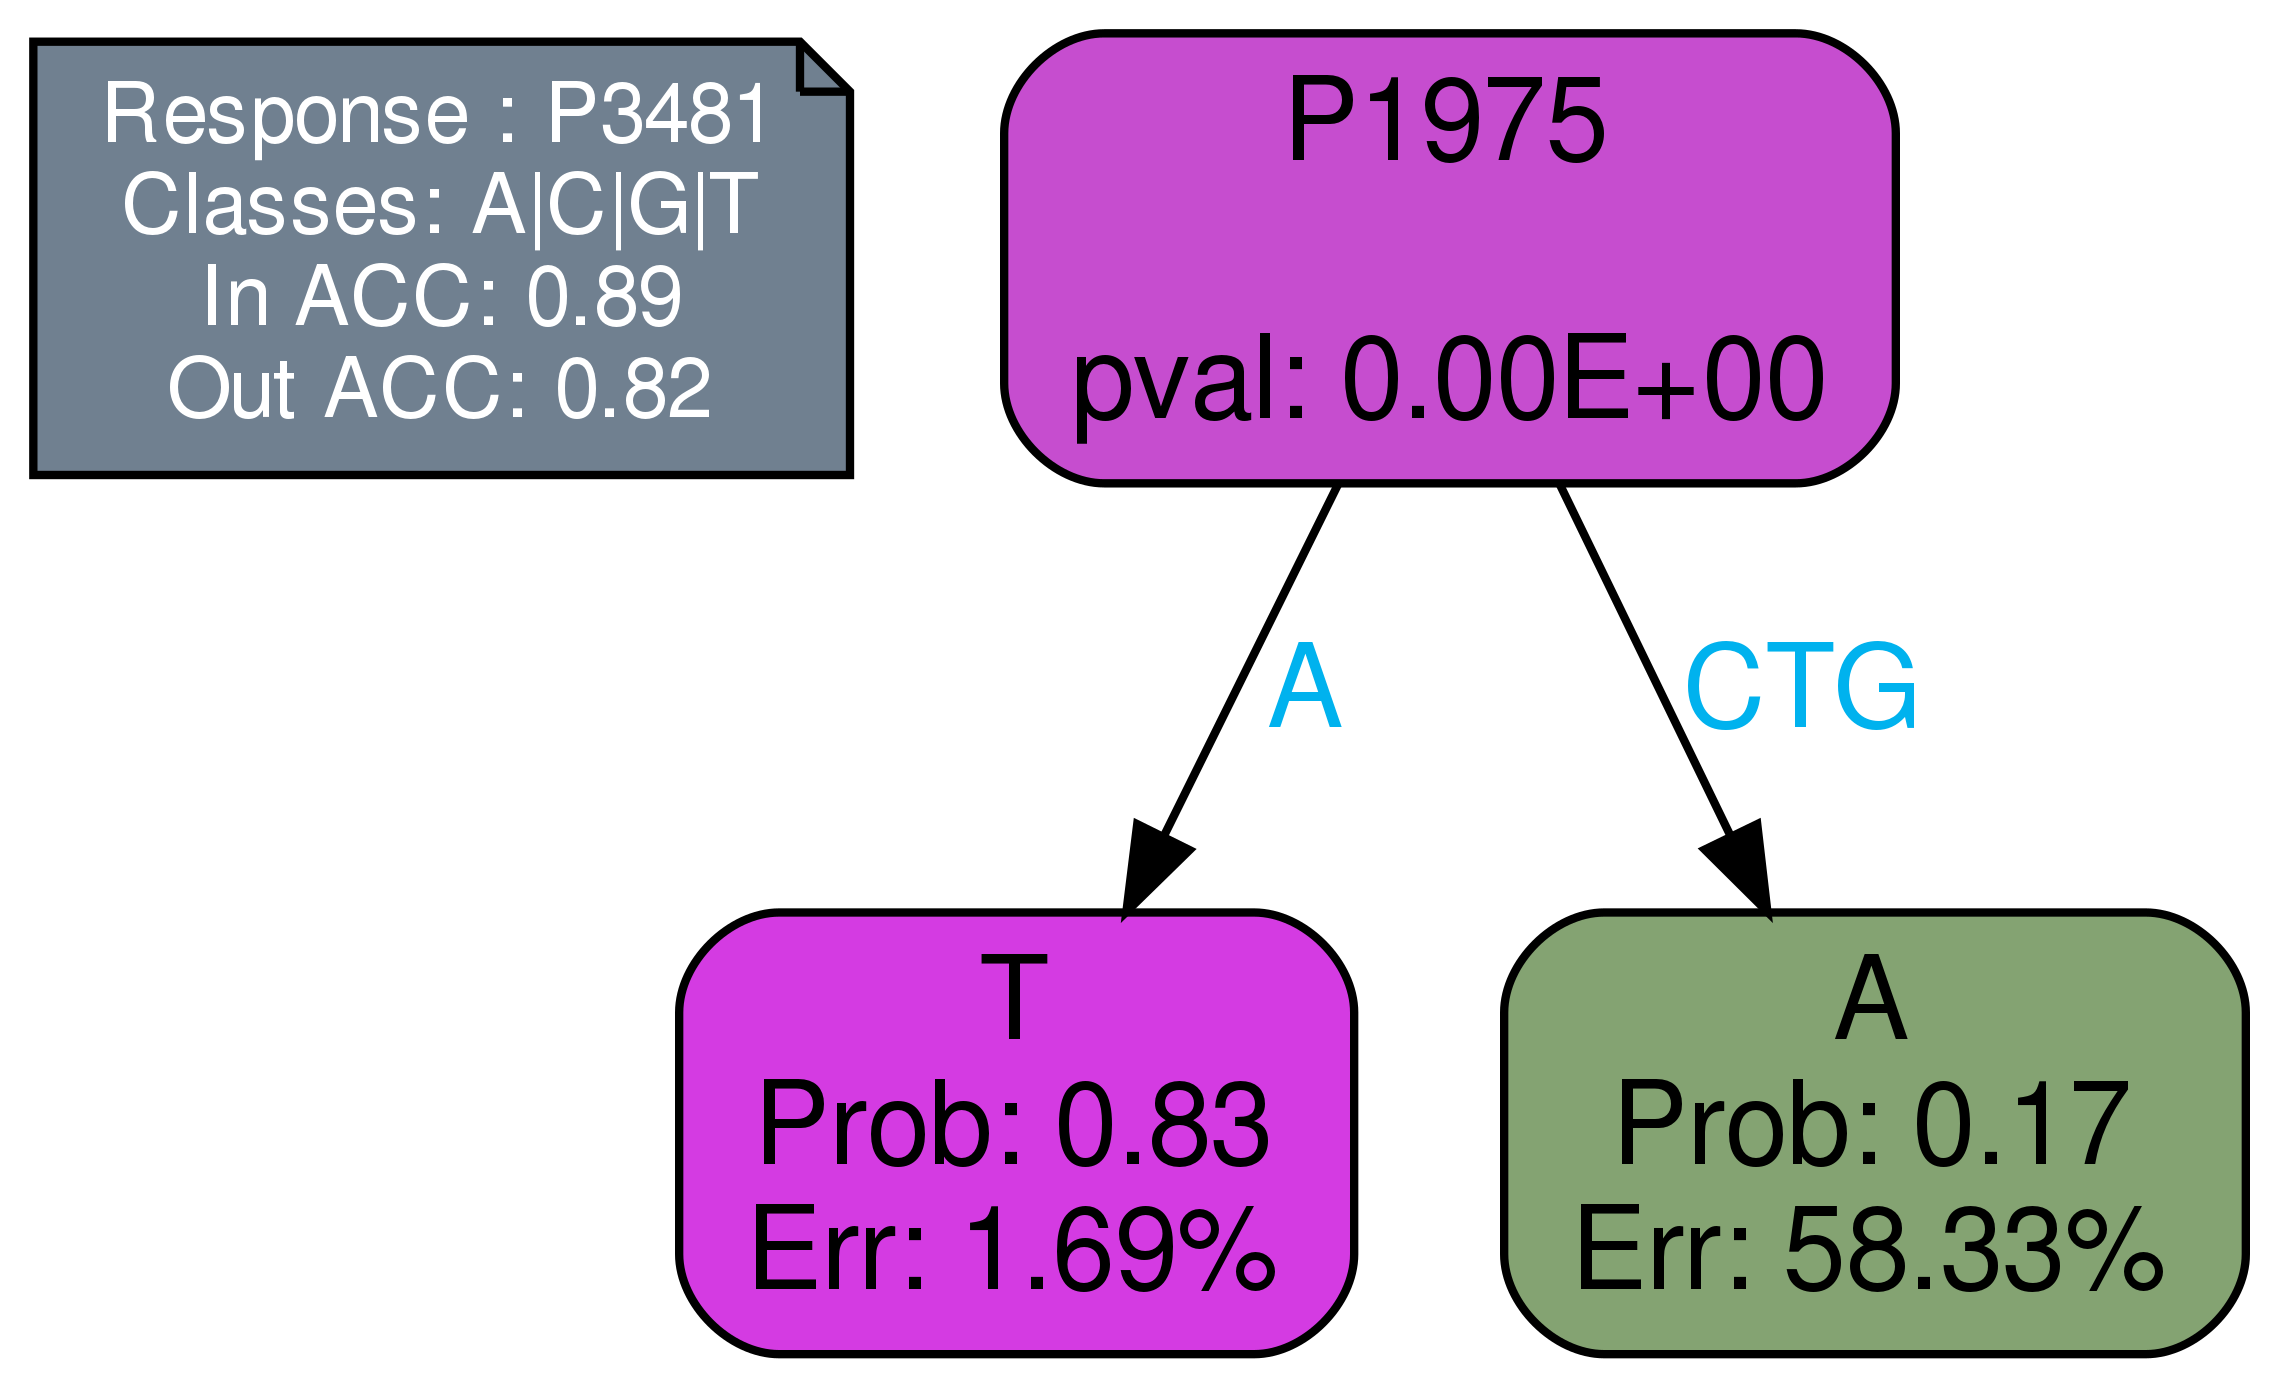 Response : P3481
Classes: A|C|G|T
In ACC: 0.89
Out ACC: 0.82
P1975
pval: 0.00E+00
A
CTG
T
Prob: 0.83
Err: 1.69%
A
Prob: 0.17
Err: 58.33%